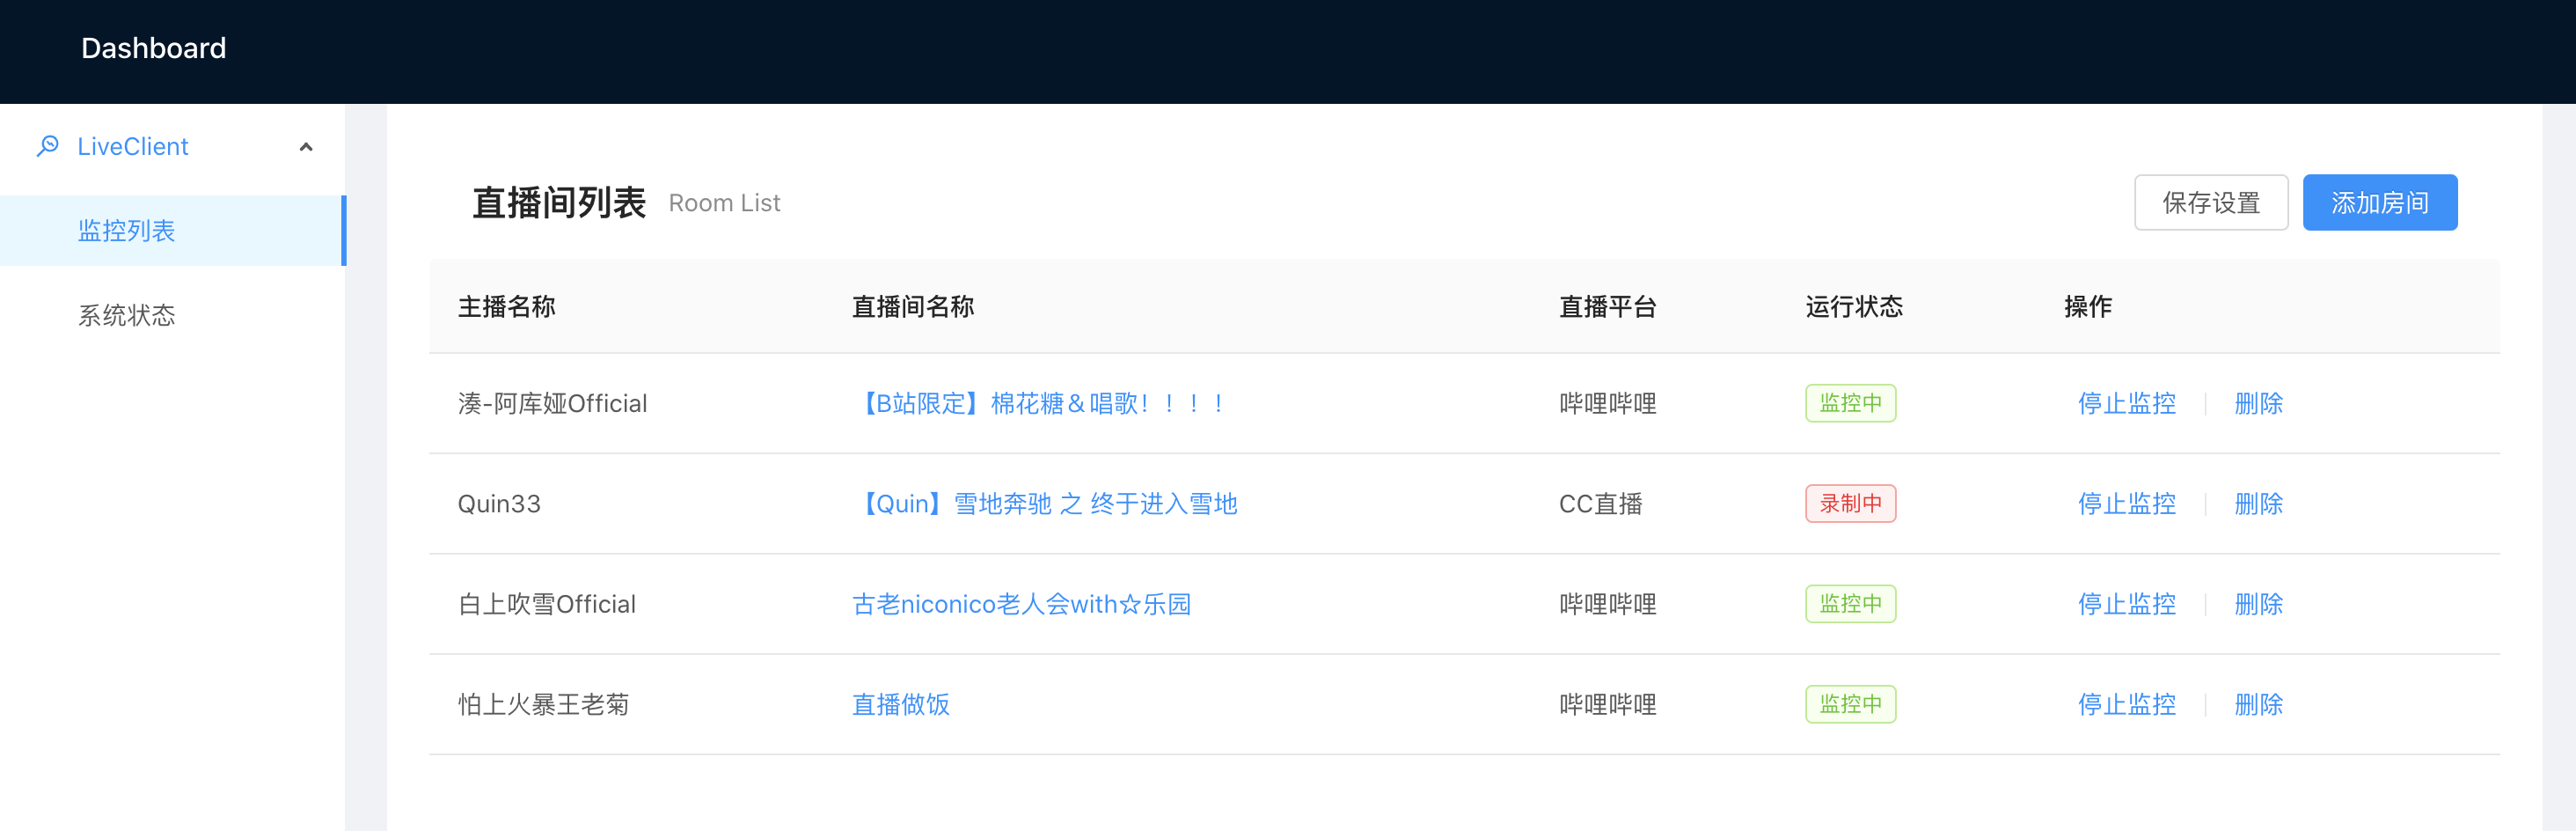 Dashboard
LiveClient
监控列表
系统状态
直播间列表 Room List
保存设置 添加房间
主播名称 直播间名称 直播平台 运行状态 操作
湊-阿库娅Official 【B站限定】棉花糖＆唱歌！！！！ 哔哩哔哩 监控中 停止监控 删除
Quin33 【Quin】雪地奔驰 之 终于进入雪地 CC直播 录制中 停止监控 删除
白上吹雪Official 古老niconico老人会with☆乐园 哔哩哔哩 监控中 停止监控 删除
怕上火暴王老菊 直播做饭 哔哩哔哩 监控中 停止监控 删除